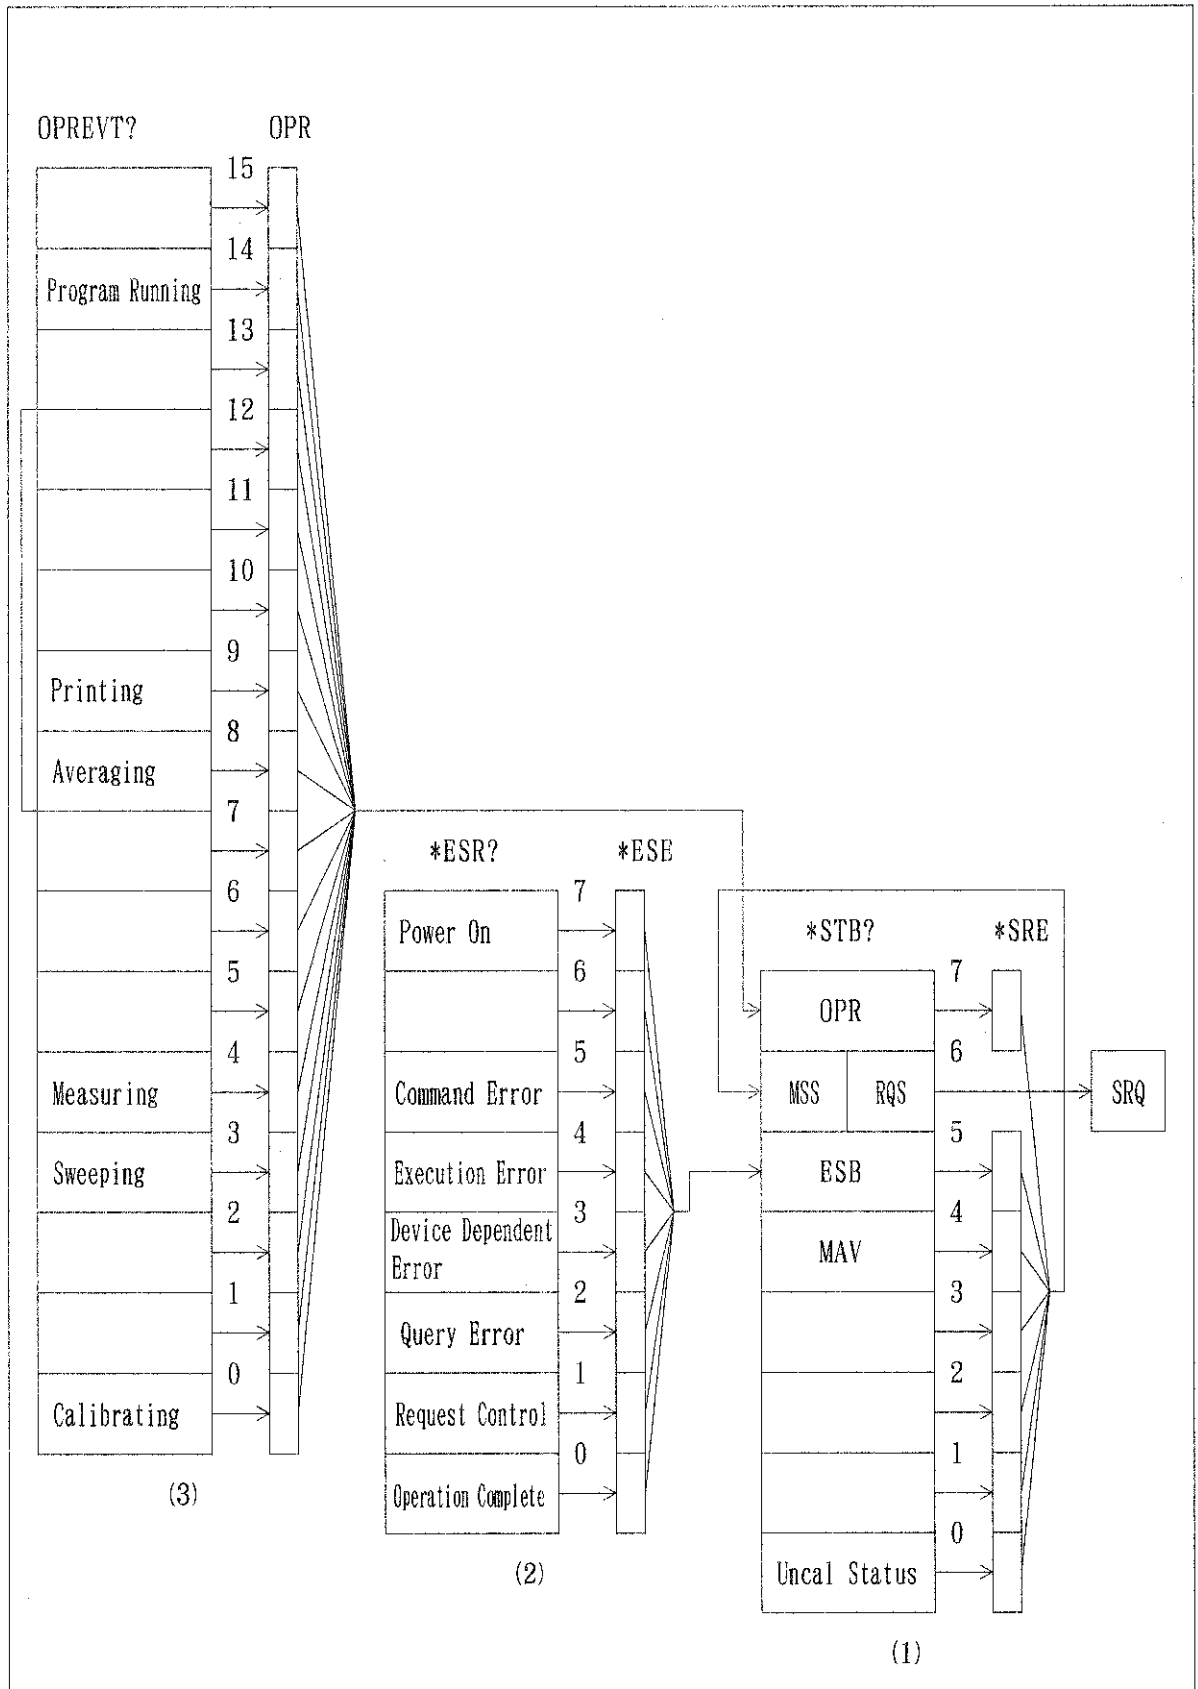 OPREVT? OPR
15
14
Program Running
13
12
11
10
9
Printing
8
Averaging
7
6
5
4
Measuring
3
Sweeping
2
1
0
Calibrating
(3)
*ESR? *ESE
7
Power On
6
5
Command Error
4
Execution Error
3
Device Dependent
Error
2
Query Error
1
Request Control
0
Operation Complete
(2)
*STB? *SRE
7
OPR
6
MSS RQS SRQ
5
ESB
4
MAV
3
2
1
0
Uncal Status
(1)